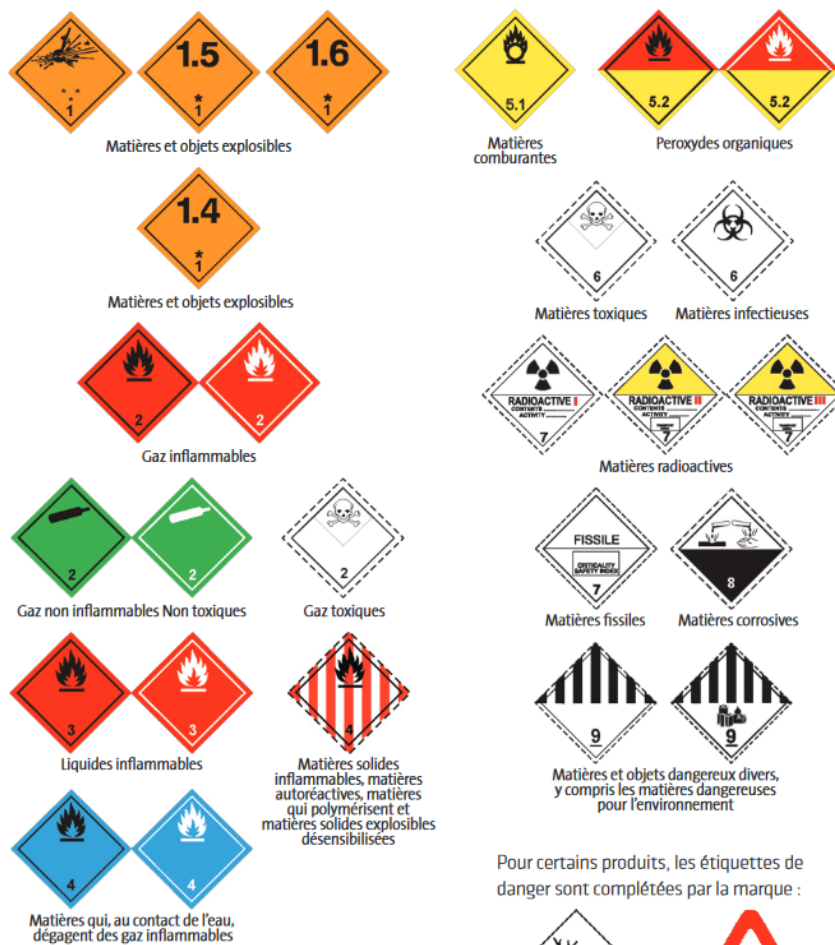 1
1.5
*
1
1.6
*
1
Matières et objets explosibles
1.4
*
1
Matières et objets explosibles
2
2
Gaz inflammables
2
2
Gaz non inflammables Non toxiques
2
Gaz toxiques
3
3
Liquides inflammables
4
Matières solides
inflammables, matières
autoréactives, matières
qui polymérisent et
matières solides explosibles
désensibilisées
4
4
Matières qui, au contact de l'eau,
dégagent des gaz inflammables
5.1
Matières
comburantes
5.2
5.2
Peroxydes organiques
6
Matières toxiques
6
Matières infectieuses
RADIOACTIVE I
CONTENTS
ACTIVITY
7
RADIOACTIVE II
CONTENTS
ACTIVITY
7
RADIOACTIVE III
CONTENTS
ACTIVITY
7
Matières radioactives
FISSILE
CRITICALITY
SAFETY INDEX
7
Matières fissiles
8
Matières corrosives
9
9
Matières et objets dangereux divers,
y compris les matières dangereuses
pour l'environnement
Pour certains produits, les étiquettes de
danger sont complétées par la marque :